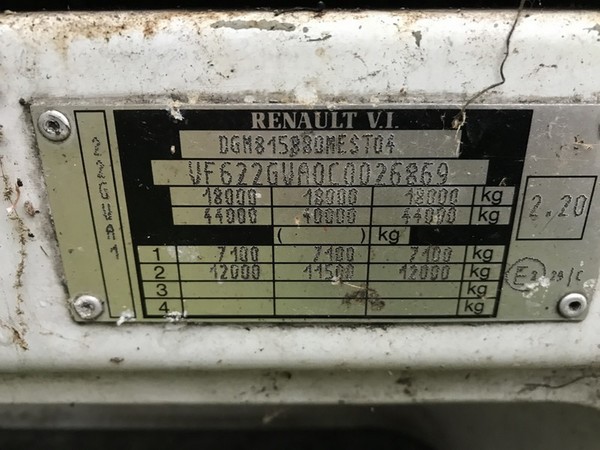 RENAULT V.I.
DGM81588DMEST04
VF622GVA0C0026869
18000 18000 18000 kg
44000 40000 44000 kg
( ) kg
1 7100 7100 7100 kg
2 12000 11500 12000 kg
3 kg
4 kg
22GVA1
2.20
E